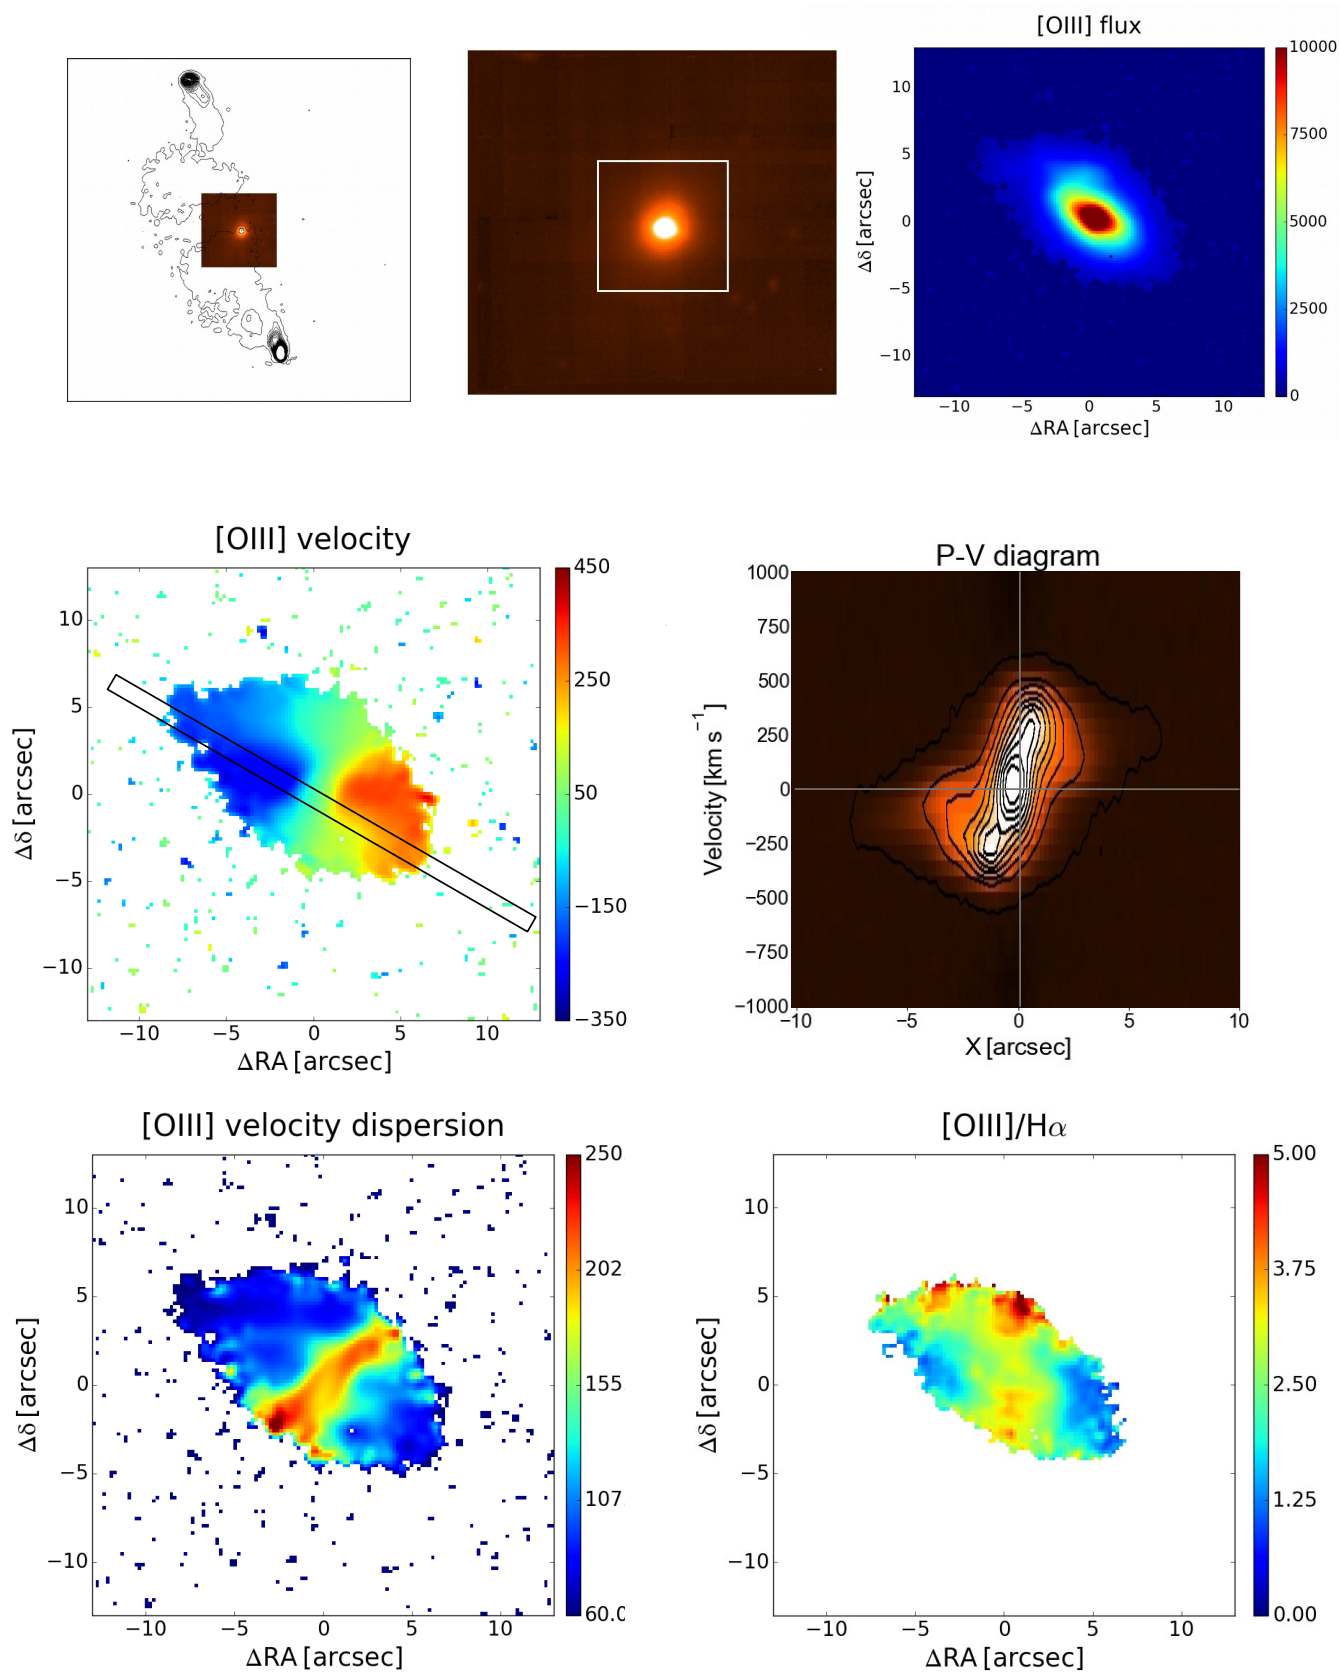 [OIII] flux
10
5
0
−5
−10
Δδ [arcsec]
−10 −5 0 5 10
ΔRA [arcsec]
10000
7500
5000
2500
0
[OIII] velocity
10
5
0
−5
−10
Δδ [arcsec]
−10 −5 0 5 10
ΔRA [arcsec]
450
250
50
−150
−350
P-V diagram
1000
750
500
250
0
−250
−500
−750
−1000
Velocity [km s⁻¹]
−10 −5 0 5 10
X [arcsec]
[OIII] velocity dispersion
10
5
0
−5
−10
Δδ [arcsec]
−10 −5 0 5 10
ΔRA [arcsec]
250
202
155
107
60.0
[OIII]/Hα
10
5
0
−5
−10
Δδ [arcsec]
−10 −5 0 5 10
ΔRA [arcsec]
5.00
3.75
2.50
1.25
0.00